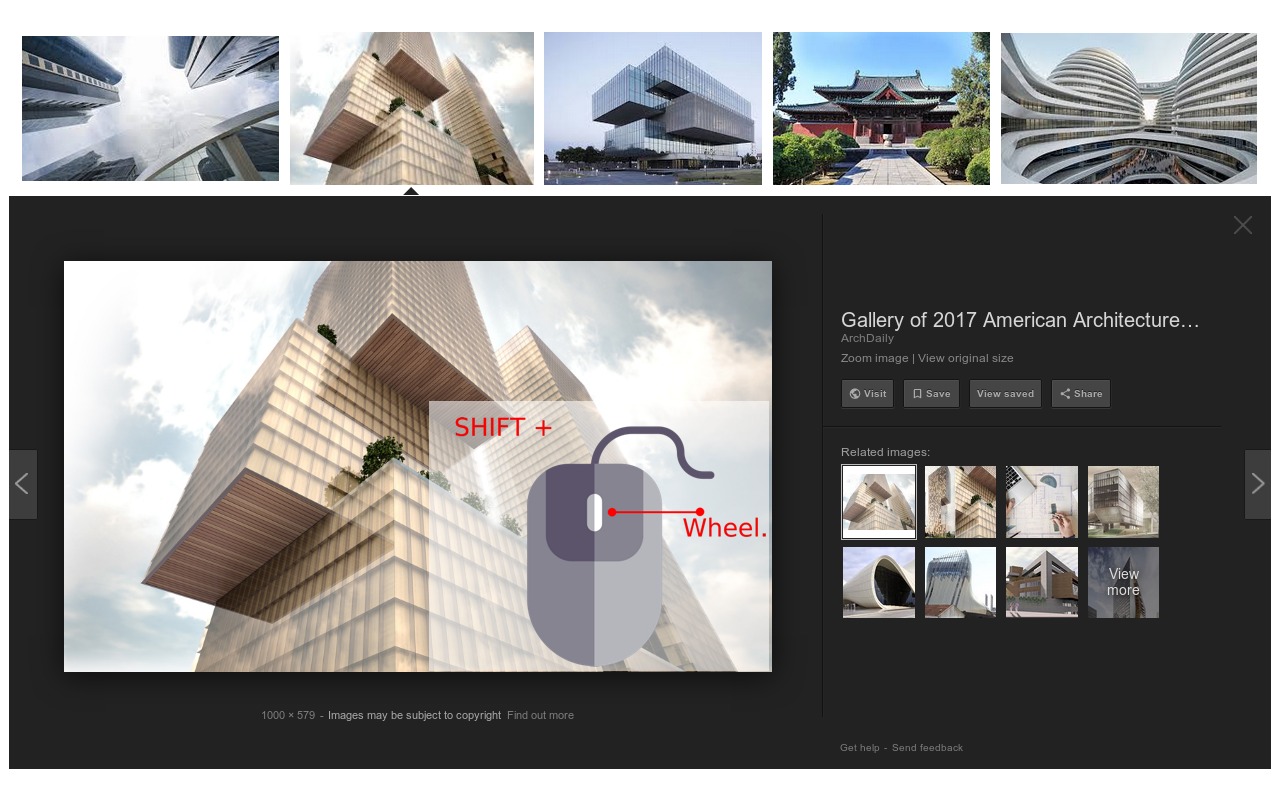 SHIFT +
Wheel.
1000 × 579 - Images may be subject to copyright Find out more
Gallery of 2017 American Architecture…
ArchDaily
Zoom image | View original size
Visit Save View saved Share
Related images:
View
more
Get help - Send feedback